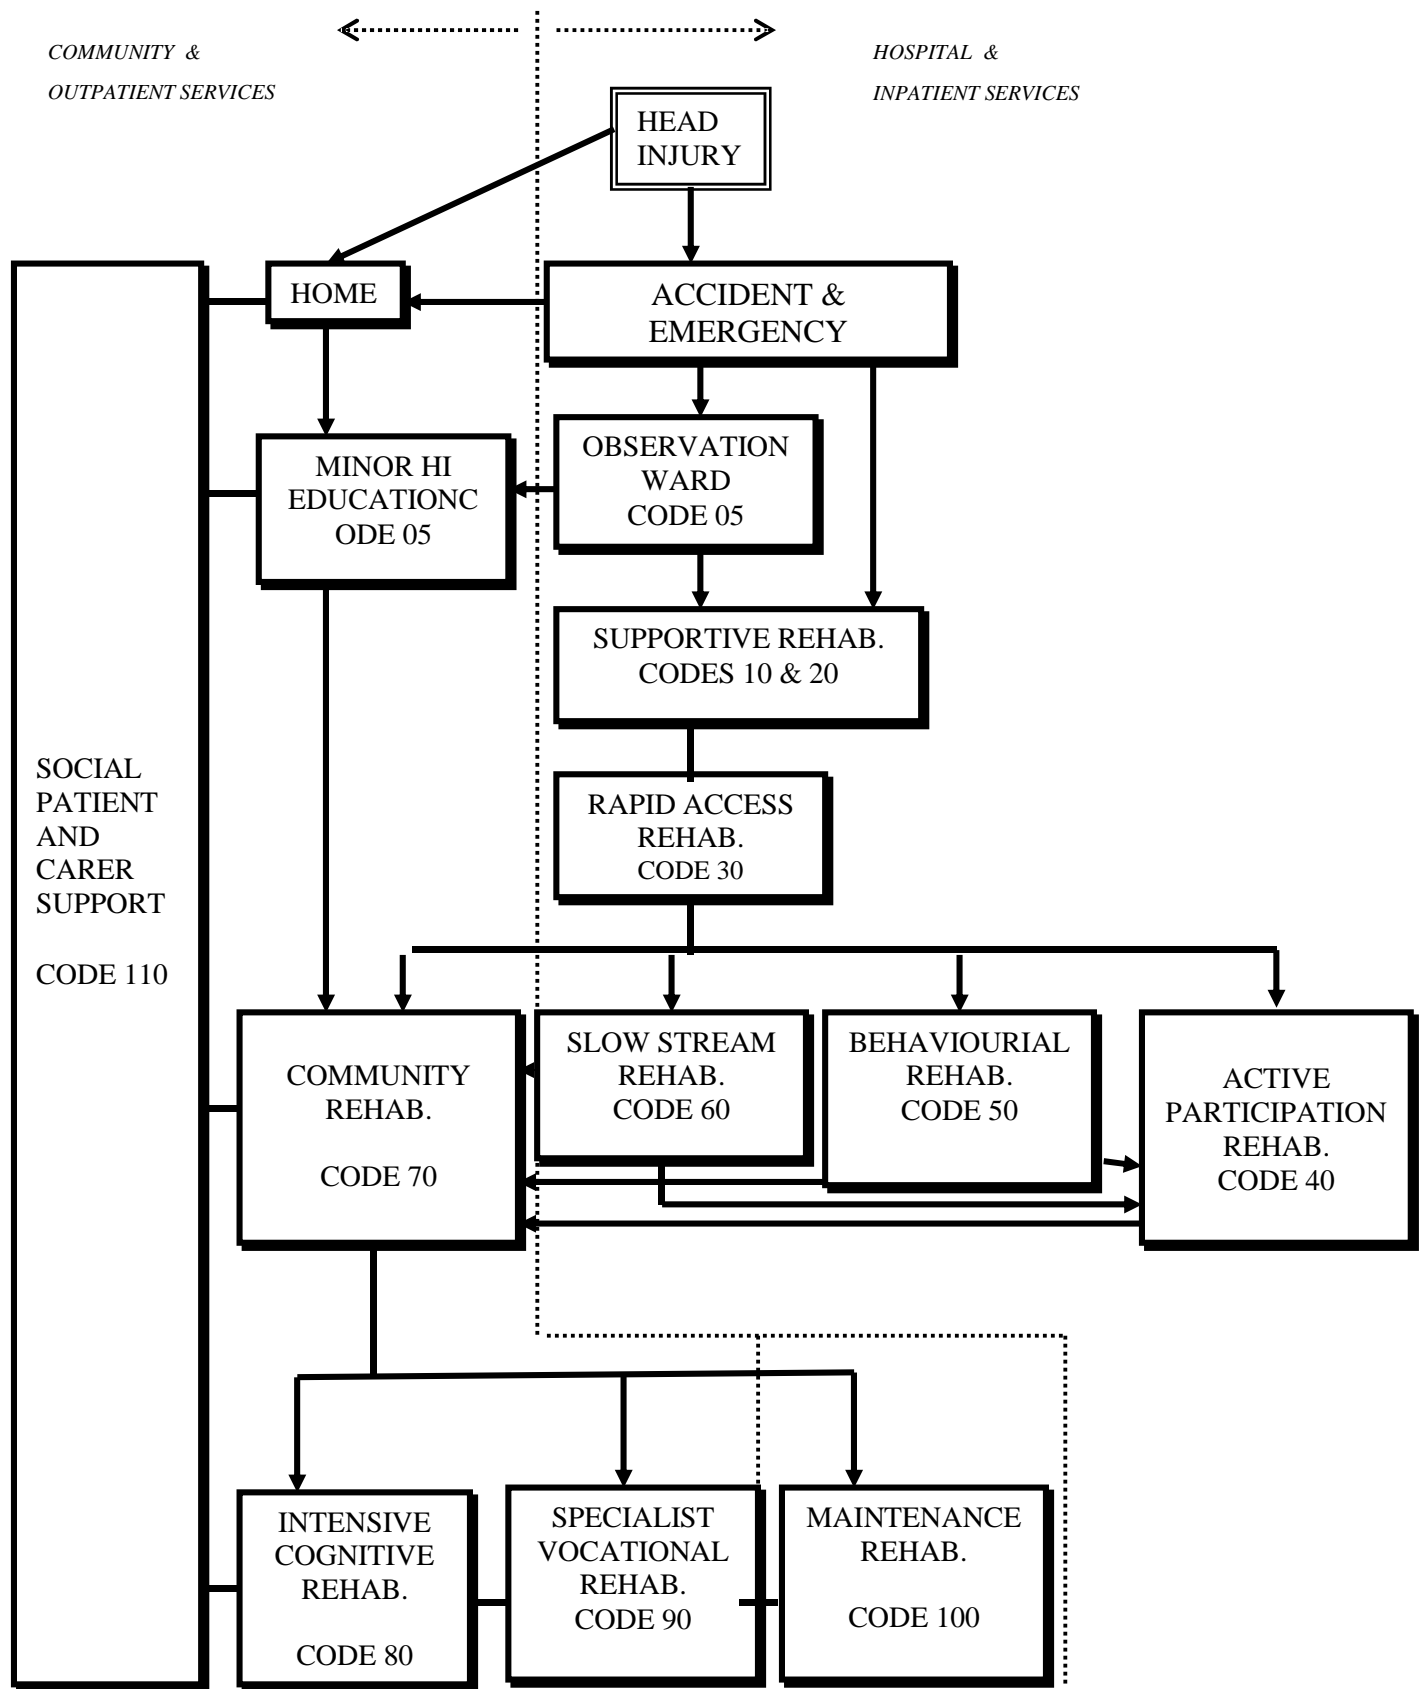 COMMUNITY &
OUTPATIENT SERVICES
HOSPITAL &
INPATIENT SERVICES
HEAD
INJURY
HOME
ACCIDENT &
EMERGENCY
MINOR HI
EDUCATIONC
ODE 05
OBSERVATION
WARD
CODE 05
SUPPORTIVE REHAB.
CODES 10 & 20
SOCIAL
PATIENT
AND
CARER
SUPPORT
CODE 110
RAPID ACCESS
REHAB.
CODE 30
COMMUNITY
REHAB.
CODE 70
SLOW STREAM
REHAB.
CODE 60
BEHAVIOURIAL
REHAB.
CODE 50
ACTIVE
PARTICIPATION
REHAB.
CODE 40
INTENSIVE
COGNITIVE
REHAB.
CODE 80
SPECIALIST
VOCATIONAL
REHAB.
CODE 90
MAINTENANCE
REHAB.
CODE 100